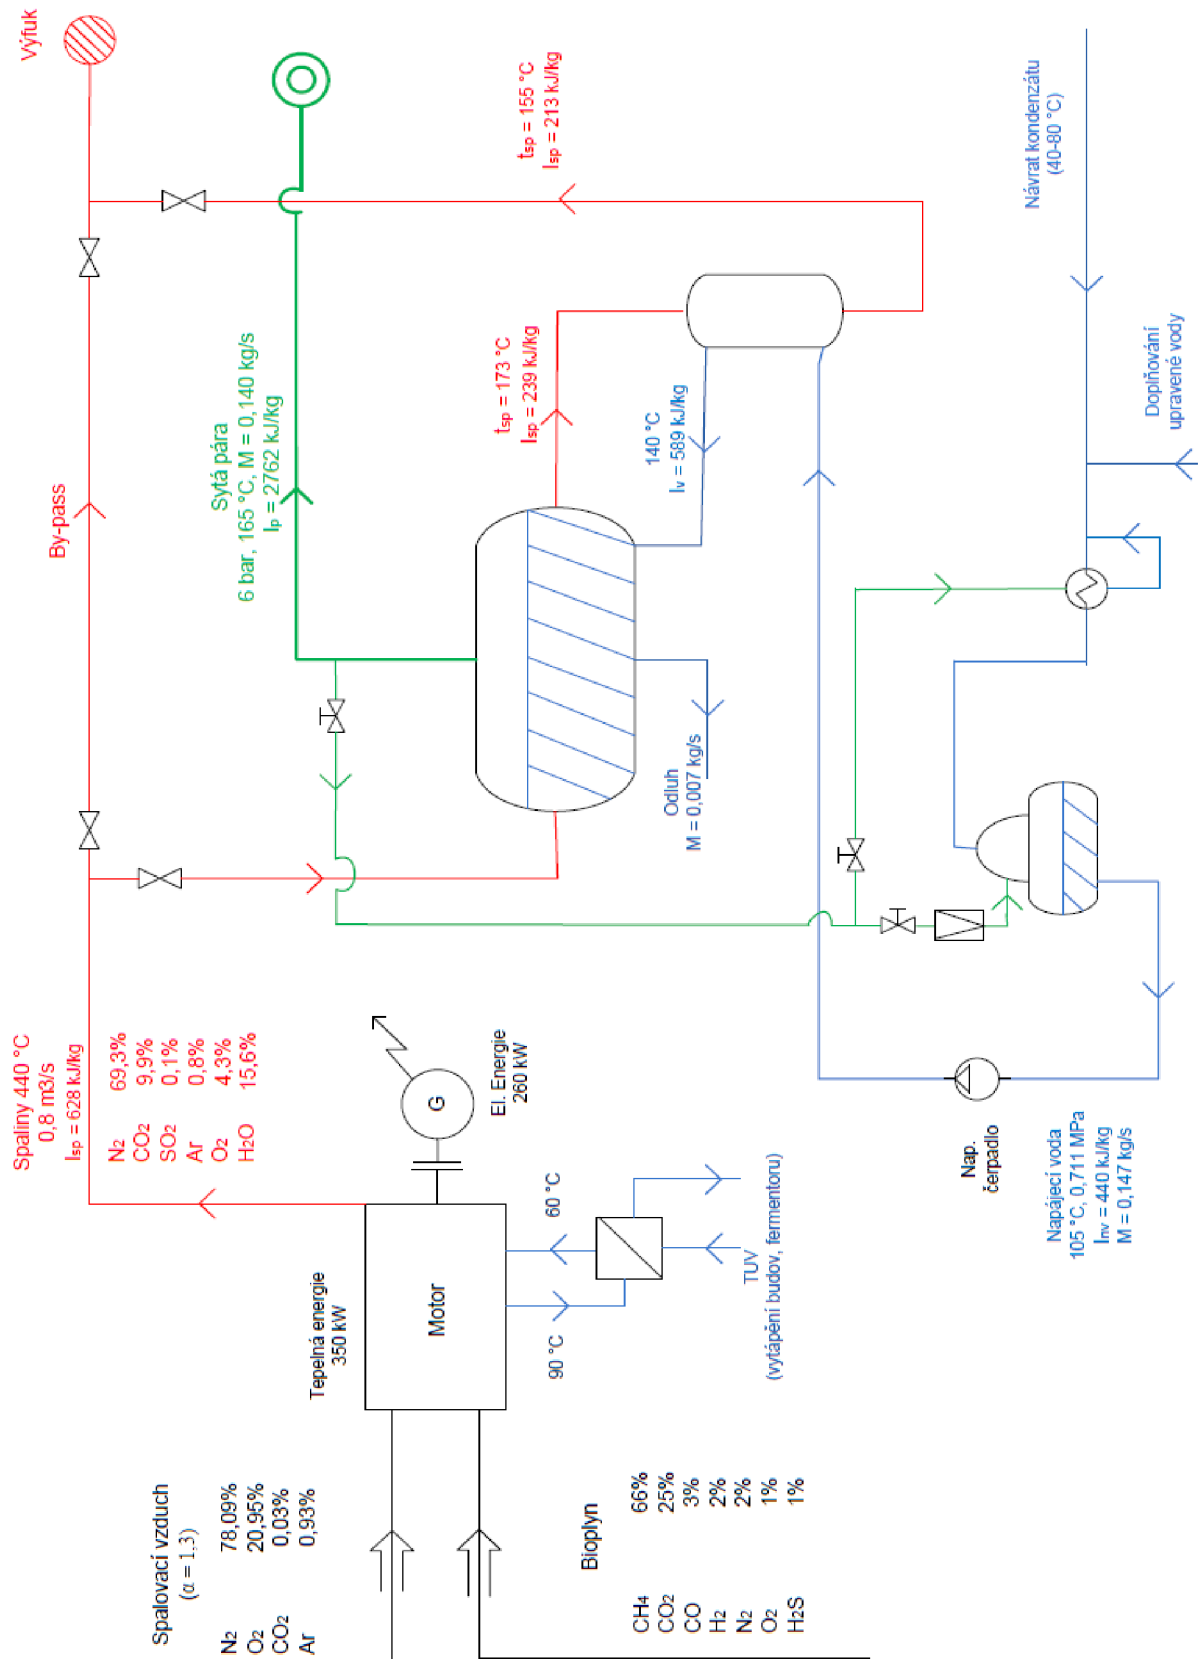 Spalovací vzduch
(α = 1,3)
N2 78,09%
O2 20,95%
CO2 0,03%
Ar 0,93%
Bioplyn
CH4 66%
CO2 25%
CO 3%
H2 2%
N2 2%
O2 1%
H2S 1%
Tepelná energie
350 kW
Motor
90 °C
60 °C
TUV
(vytápění budov, fermentoru)
G
El. Energie
260 kW
Spaliny 440 °C
0,8 m3/s
Isp = 628 kJ/kg
N2 69,3%
CO2 9,9%
SO2 0,1%
Ar 0,8%
O2 4,3%
H2O 15,6%
Nap.
čerpadlo
Napájecí voda
105 °C, 0,711 MPa
Inv = 440 kJ/kg
M = 0,147 kg/s
Odluh
M = 0,007 kg/s
By-pass
Sytá pára
6 bar, 165 °C, M = 0,140 kg/s
Ip = 2762 kJ/kg
tsp = 173 °C
Isp = 239 kJ/kg
140 °C
Iv = 589 kJ/kg
tsp = 155 °C
Isp = 213 kJ/kg
Výfuk
Návrat kondenzátu
(40-80 °C)
Doplňování
upravené vody